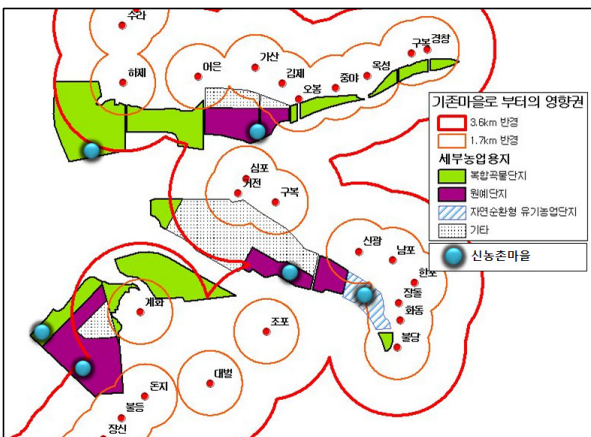 수라
하제
어은
가산
김제
오봉
중야
옥성
구복
경창
기존마을로 부터의 영향권
3.6km 반경
1.7km 반경
세부농업용지
복합곡물단지
원예단지
자연순환형 유기농업단지
기타
신농촌마을
심포
거전
구복
신광
남포
한포
장돌
화동
불당
계화
조포
대벌
돈지
불등
장신